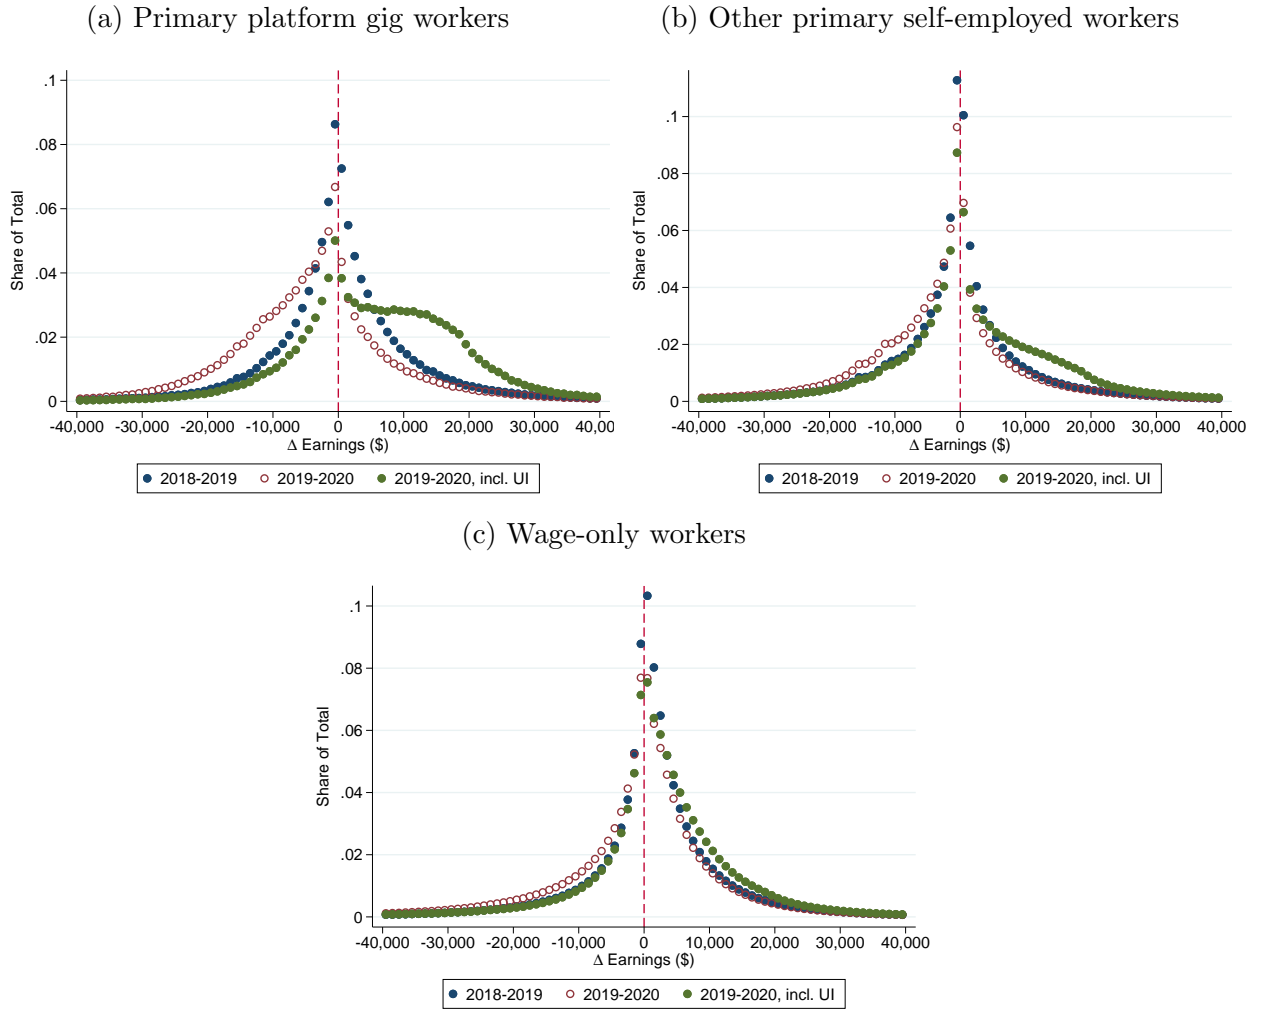 (a) Primary platform gig workers
.1
.08
.06
.04
.02
0
Share of Total
-40,000 -30,000 -20,000 -10,000 0 10,000 20,000 30,000 40,000
Δ Earnings ($)
2018-2019 2019-2020 2019-2020, incl. UI
(b) Other primary self-employed workers
.1
.08
.06
.04
.02
0
Share of Total
-40,000 -30,000 -20,000 -10,000 0 10,000 20,000 30,000 40,000
Δ Earnings ($)
2018-2019 2019-2020 2019-2020, incl. UI
(c) Wage-only workers
.1
.08
.06
.04
.02
0
Share of Total
-40,000 -30,000 -20,000 -10,000 0 10,000 20,000 30,000 40,000
Δ Earnings ($)
2018-2019 2019-2020 2019-2020, incl. UI